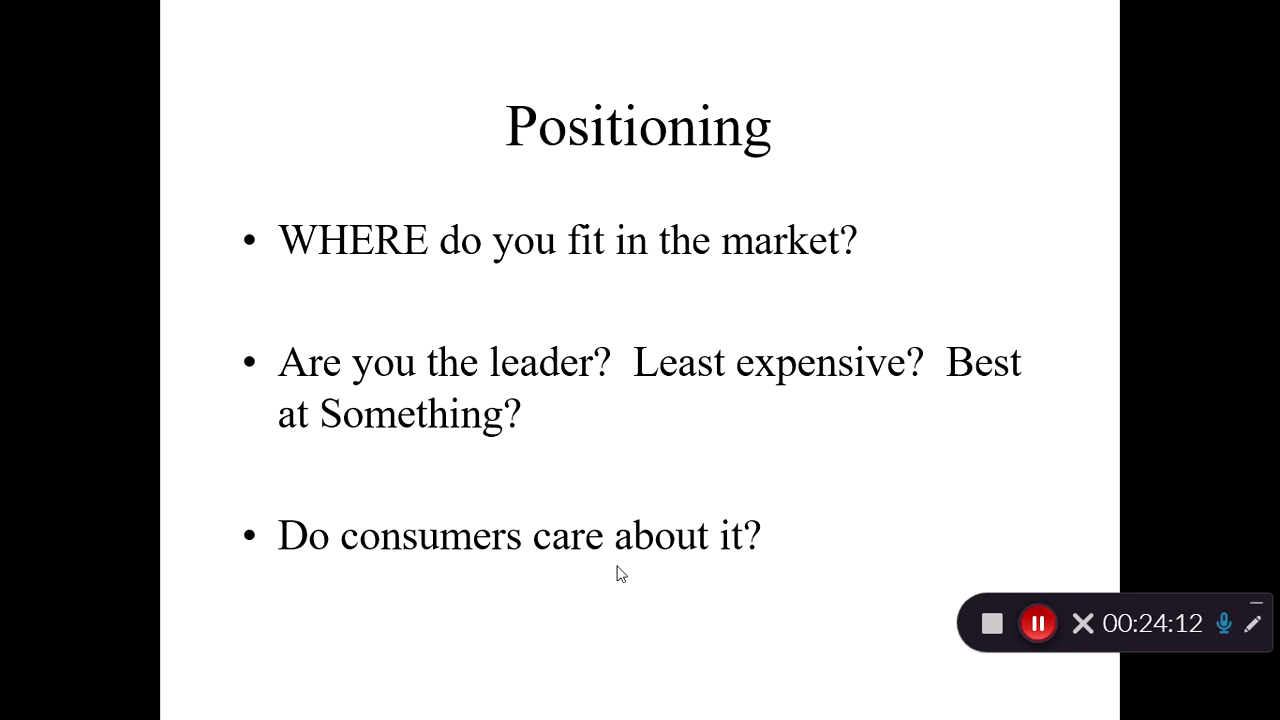 Positioning
• WHERE do you fit in the market?
• Are you the leader?  Least expensive?  Best
at Something?
• Do consumers care about it?
00:24:12